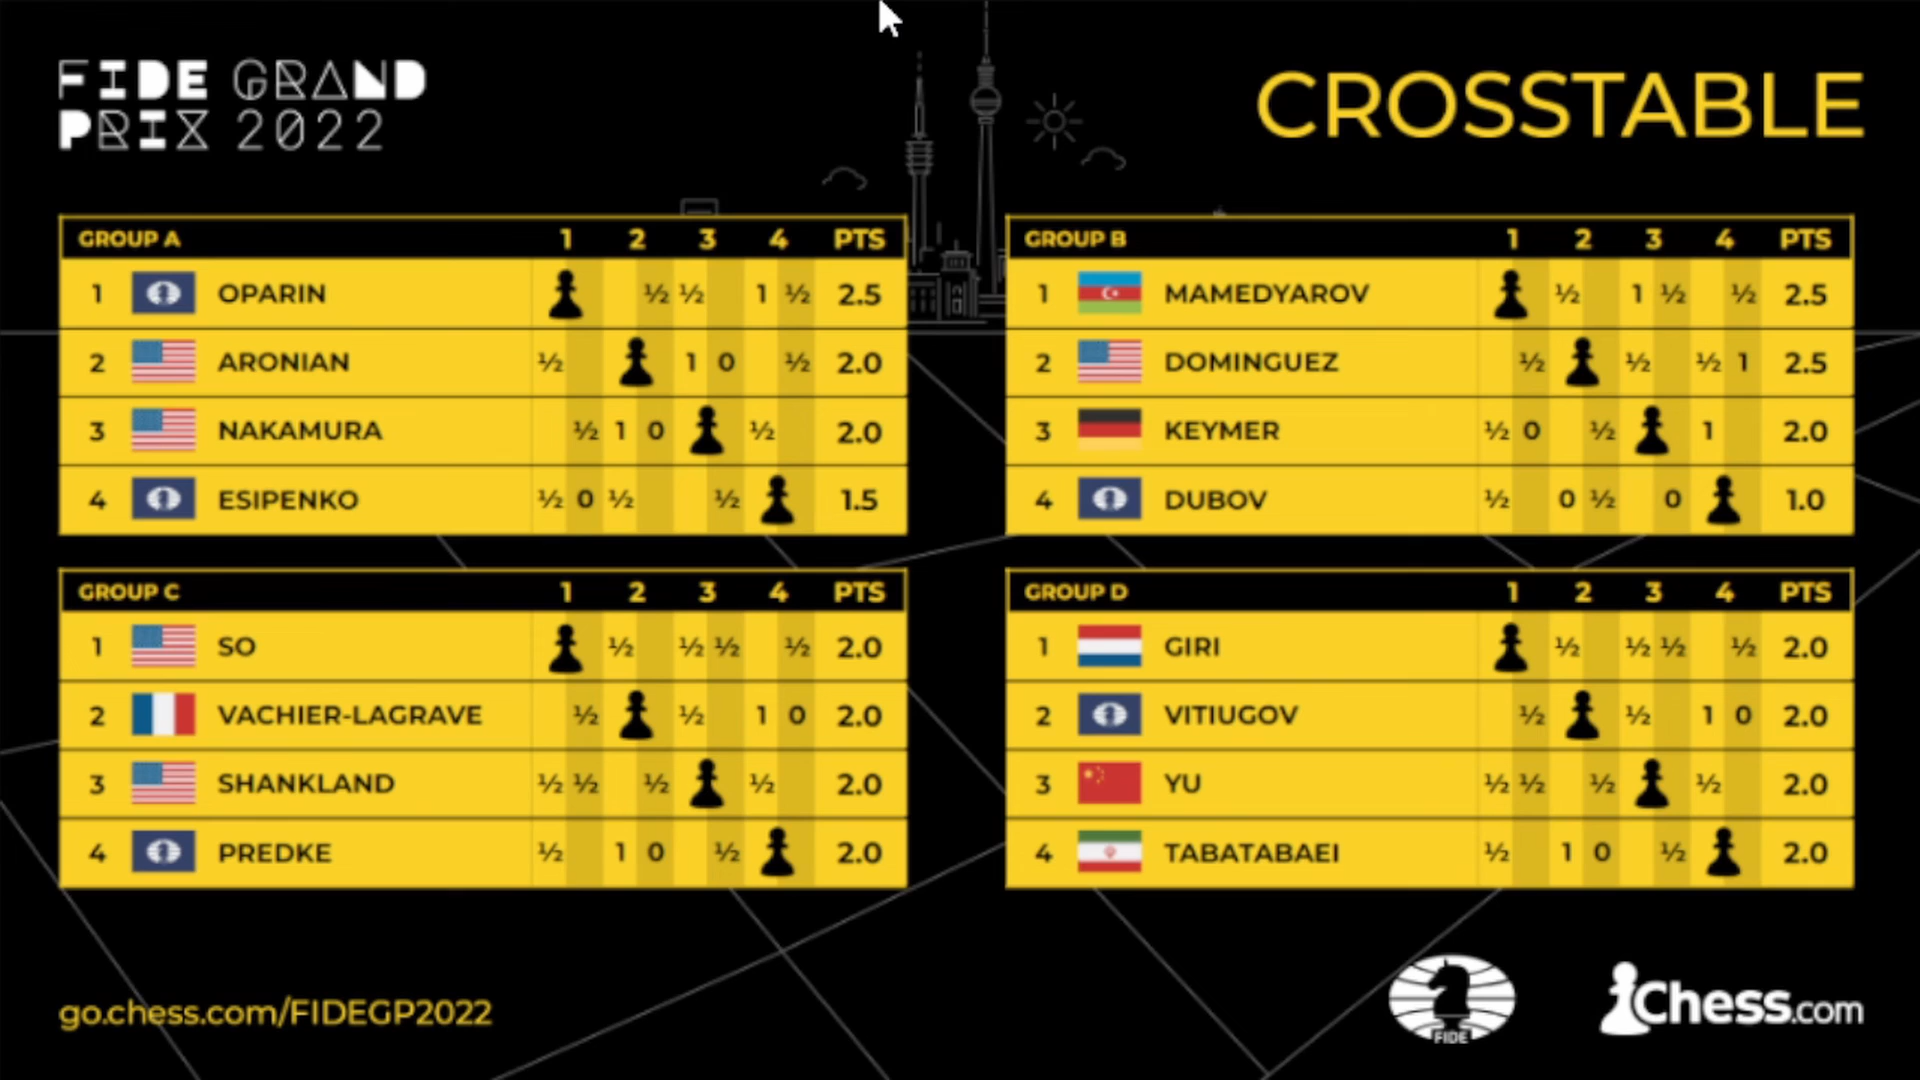 FIDE GRAND
PRIX 2022
CROSSTABLE
GROUP A 1 2 3 4 PTS
1 OPARIN ½ ½ 1 ½ 2.5
2 ARONIAN ½ 1 0 ½ 2.0
3 NAKAMURA ½ 1 0 ½ 2.0
4 ESIPENKO ½ 0 ½ ½ 1.5
GROUP B 1 2 3 4 PTS
1 MAMEDYAROV ½ 1 ½ ½ 2.5
2 DOMINGUEZ ½ ½ ½ 1 2.5
3 KEYMER ½ 0 ½ 1 2.0
4 DUBOV ½ 0 ½ 0 1.0
GROUP C 1 2 3 4 PTS
1 SO ½ ½ ½ ½ 2.0
2 VACHIER-LAGRAVE ½ ½ 1 0 2.0
3 SHANKLAND ½ ½ ½ ½ 2.0
4 PREDKE ½ 1 0 ½ 2.0
GROUP D 1 2 3 4 PTS
1 GIRI ½ ½ ½ ½ 2.0
2 VITIUGOV ½ ½ 1 0 2.0
3 YU ½ ½ ½ ½ 2.0
4 TABATABAEI ½ 1 0 ½ 2.0
go.chess.com/FIDEGP2022
FIDE
Chess.com